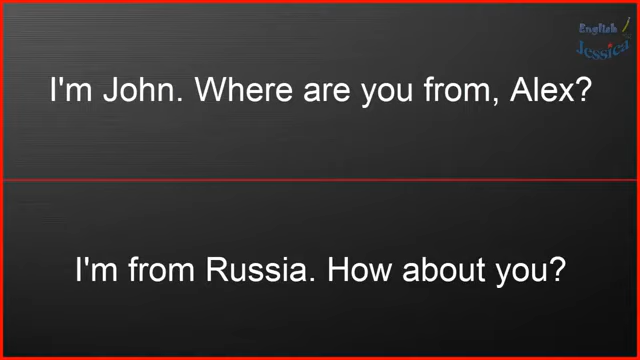 English
Jessica
I'm John. Where are you from, Alex?
I'm from Russia. How about you?